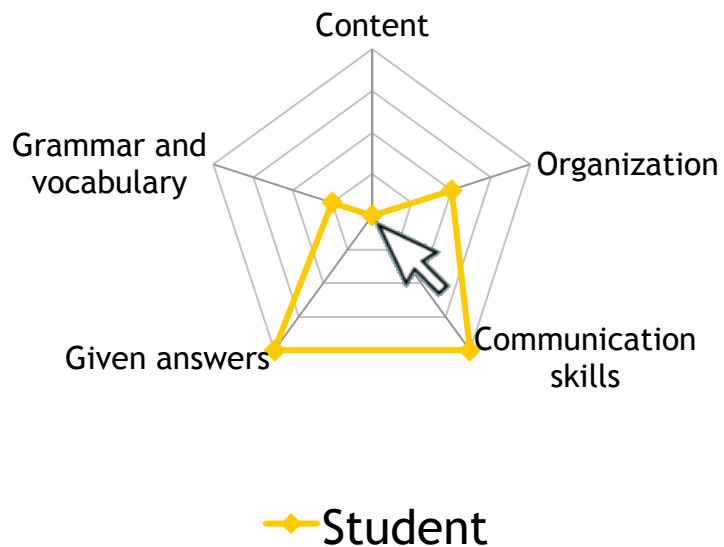 Content
Grammar and
vocabulary
Organization
Given answers
Communication
skills
Student